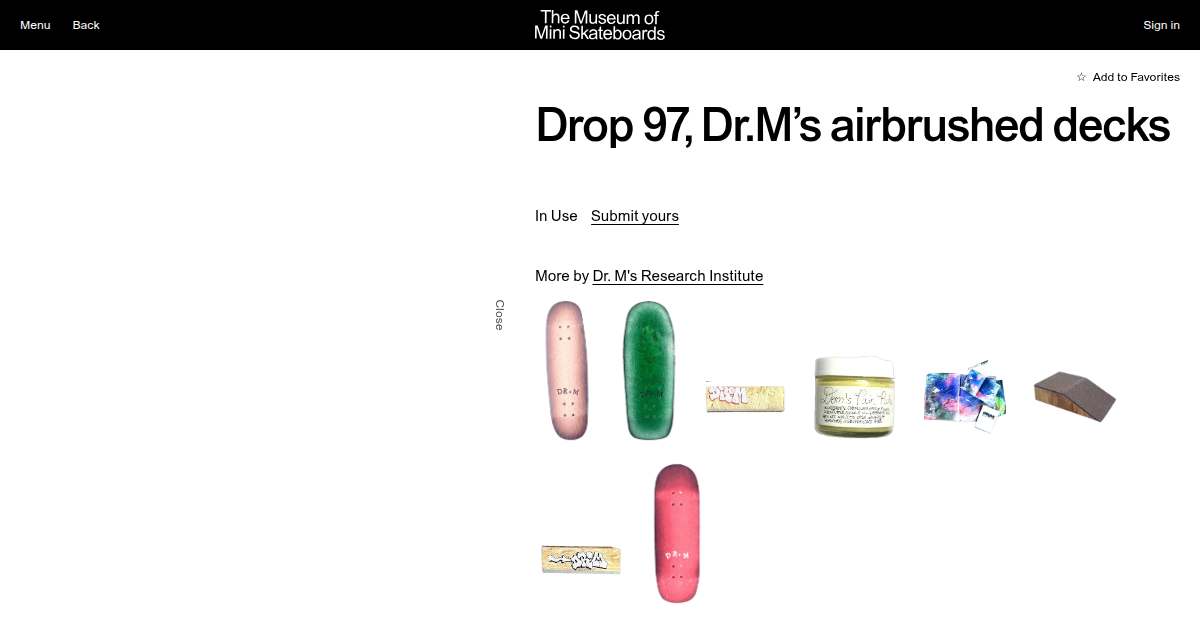 Menu
Back
The Museum of
Mini Skateboards
Sign in
☆ Add to Favorites
Drop 97, Dr.M’s airbrushed decks
In Use
Submit yours
More by Dr. M's Research Institute
Close
DR•M
DR•M